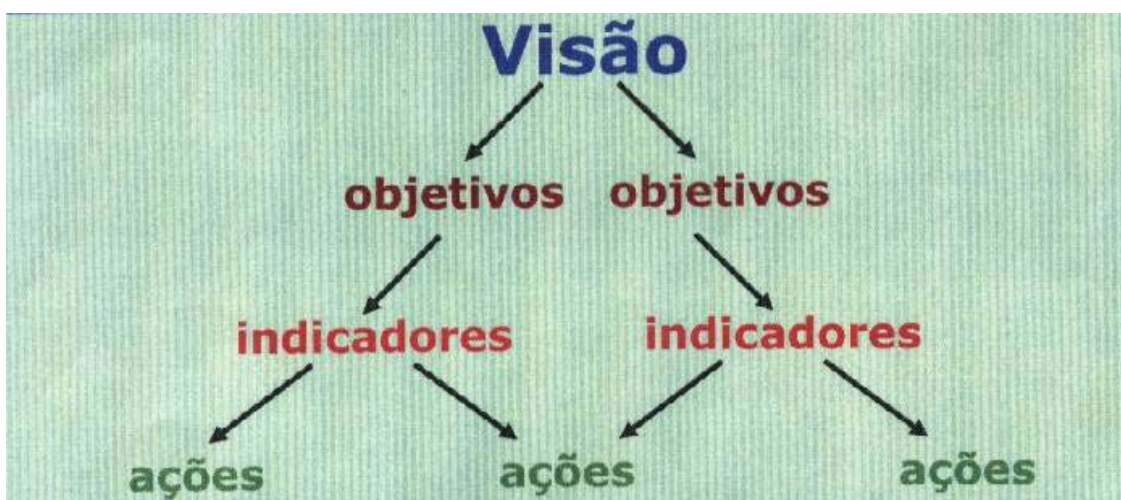 Visão
objetivos objetivos
indicadores indicadores
ações ações ações